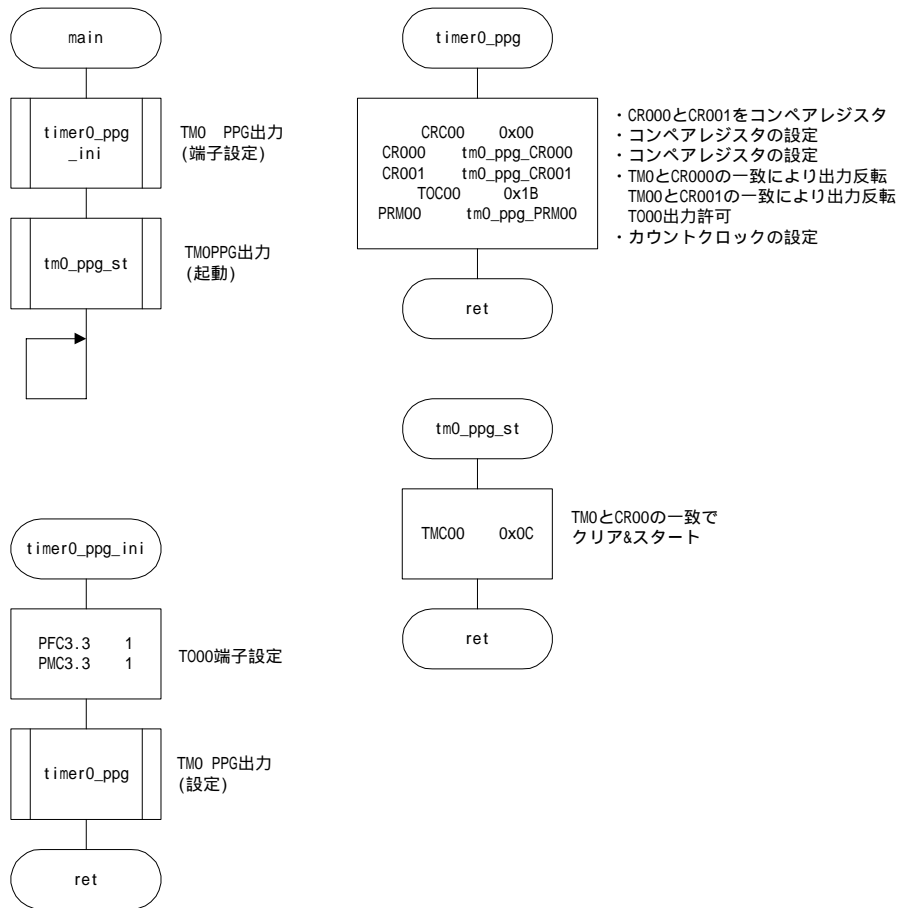 main
timer0_ppg
_ini
TM0 PPG出力
(端子設定)
tm0_ppg_st
TM0PPG出力
(起動)
timer0_ppg_ini
PFC3.3 1
PMC3.3 1
TO00端子設定
timer0_ppg
TM0 PPG出力
(設定)
ret
timer0_ppg
CRC00 0x00
CR000 tm0_ppg_CR000
CR001 tm0_ppg_CR001
TOC00 0x1B
PRM00 tm0_ppg_PRM00
・CR000とCR001をコンペアレジスタ
・コンペアレジスタの設定
・コンペアレジスタの設定
・TM0とCR000の一致により出力反転
TM00とCR001の一致により出力反転
TO00出力許可
・カウントクロックの設定
ret
tm0_ppg_st
TMC00 0x0C
TM0とCR00の一致で
クリア&スタート
ret